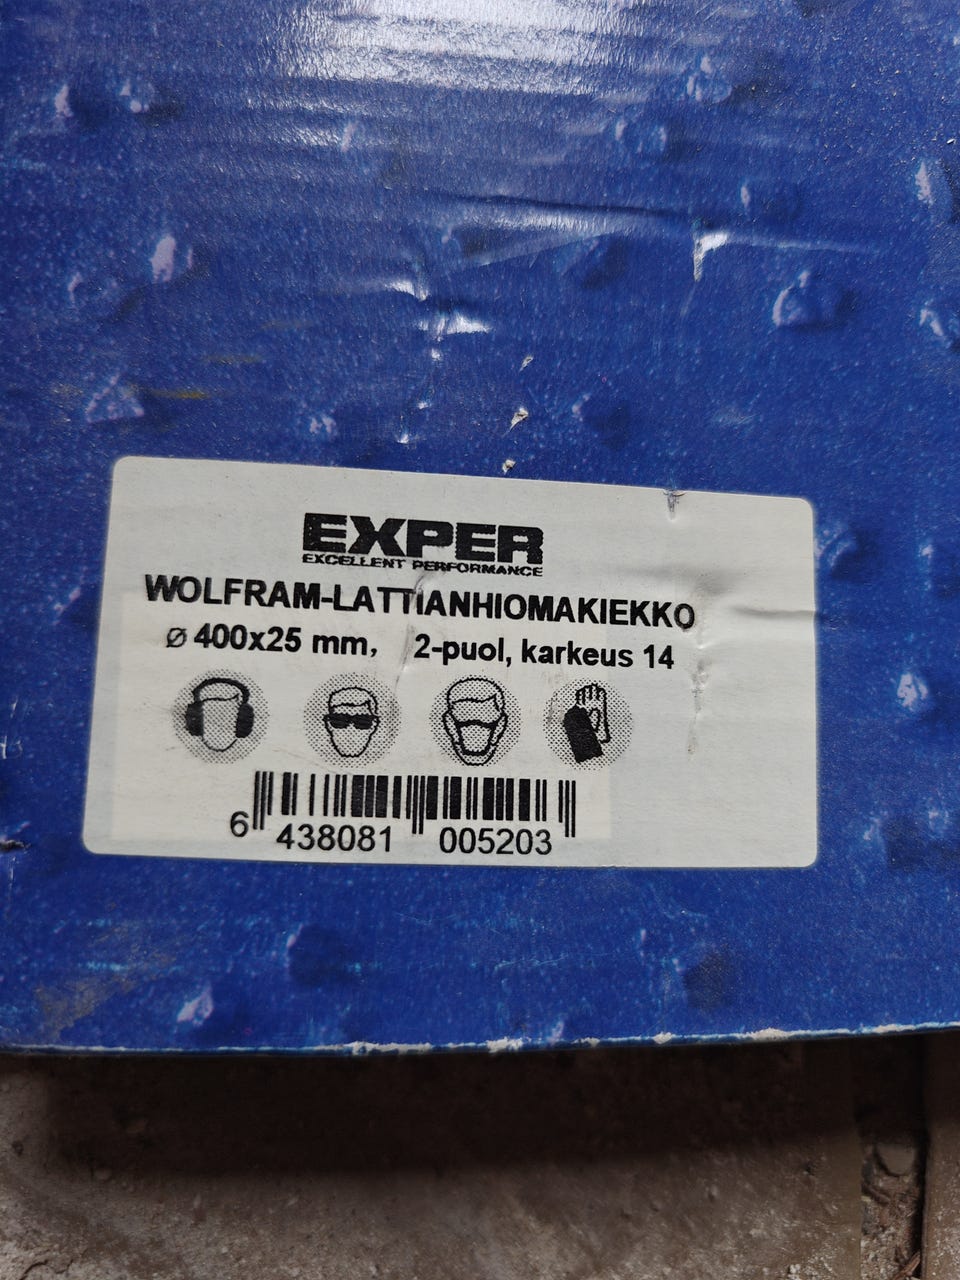 EXPER
EXCELLENT PERFORMANCE
WOLFRAM-LATTIANHIOMAKIEKKO
Ø 400x25 mm, 2-puol, karkeus 14
6 438081 005203